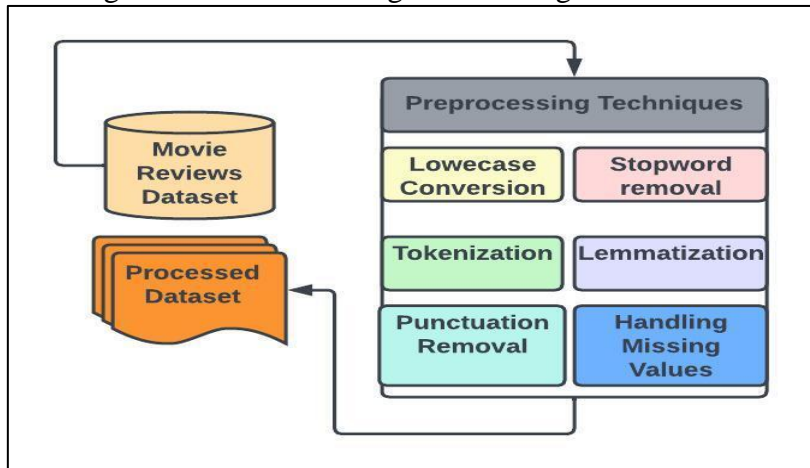 Preprocessing Techniques
Movie
Reviews
Dataset
Lowecase
Conversion
Stopword
removal
Tokenization
Lemmatization
Processed
Dataset
Punctuation
Removal
Handling
Missing
Values